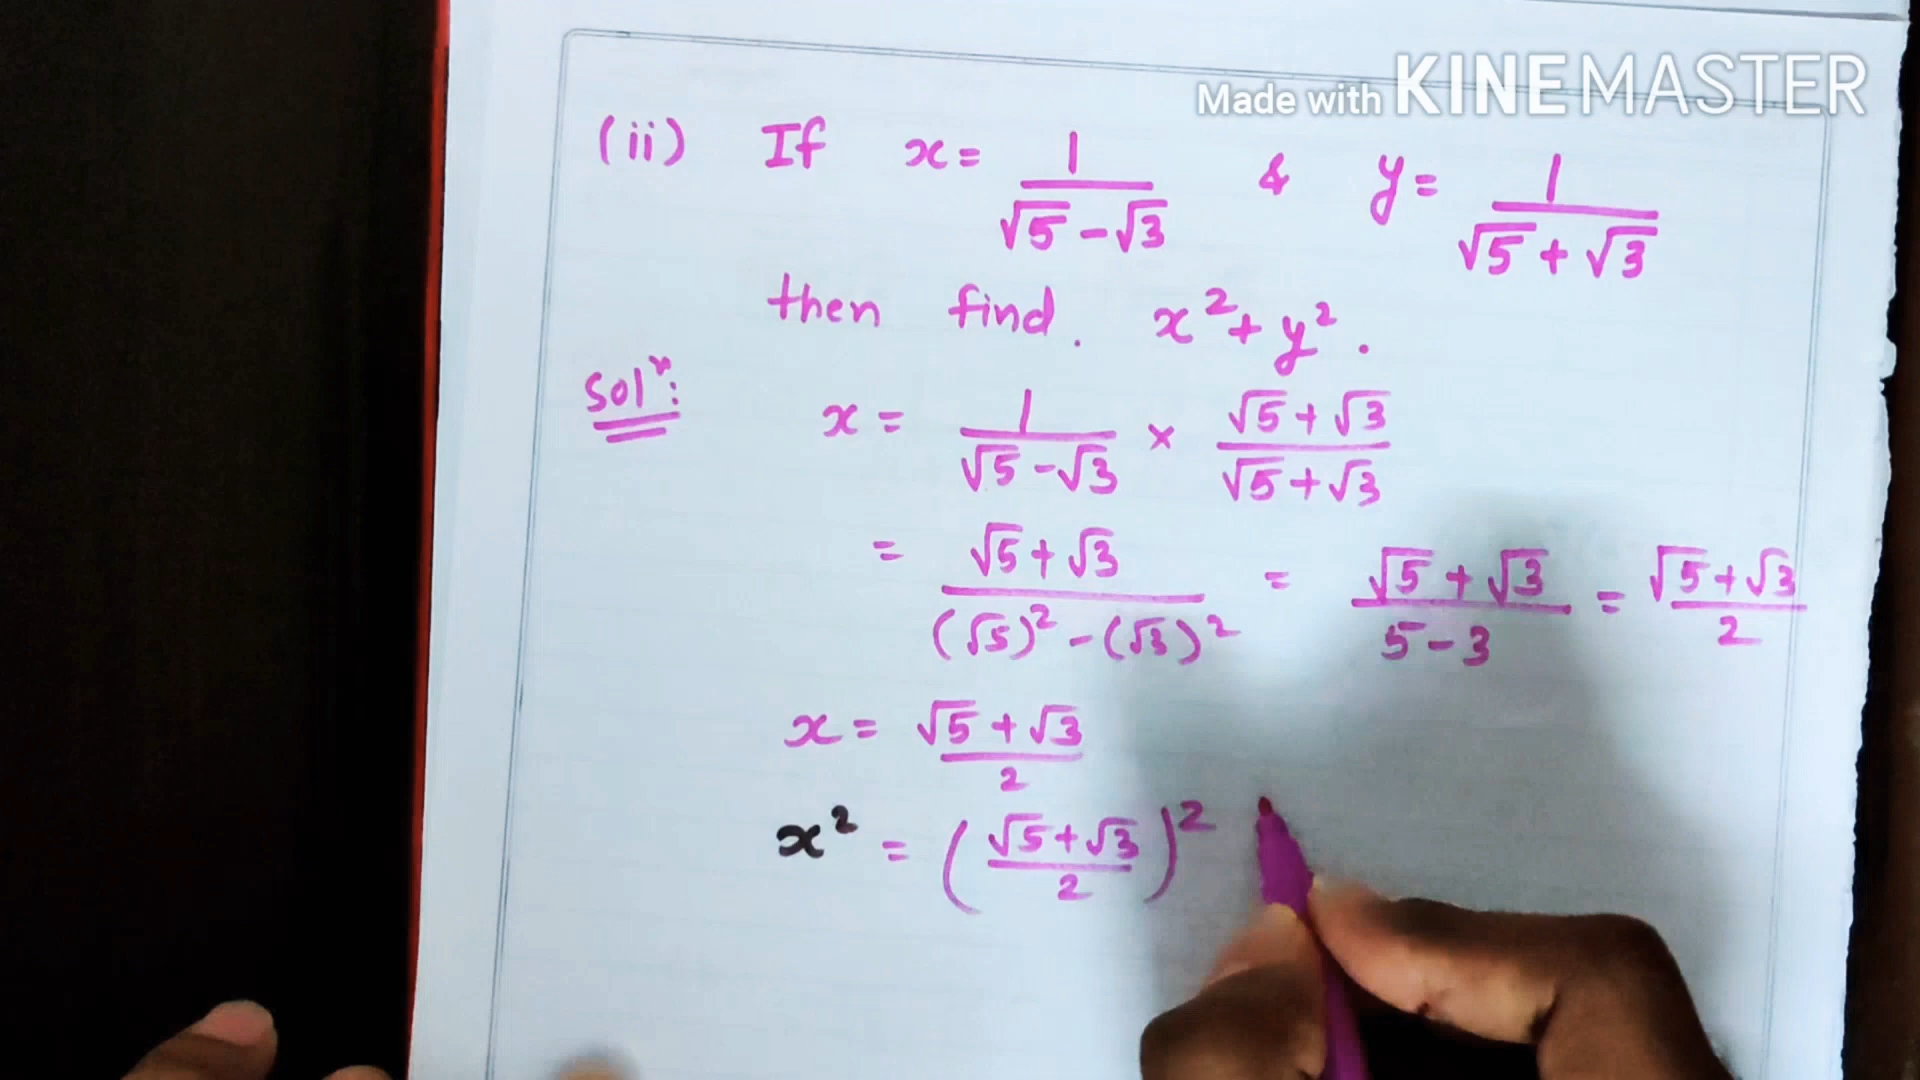 Made with KINEMASTER
(ii) If x = 1/(√5 - √3) & y = 1/(√5 + √3)
then find. x² + y².
Solⁿ: x = 1/(√5 - √3) × (√5 + √3)/(√5 + √3)
= (√5 + √3)/((√5)² - (√3)²) = (√5 + √3)/(5 - 3) = (√5 + √3)/2
x = (√5 + √3)/2
x² = ((√5 + √3)/2)²